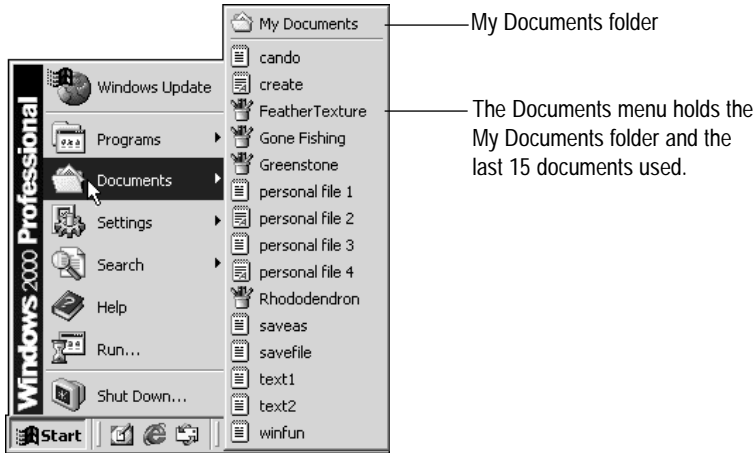 My Documents
My Documents folder
cando
create
FeatherTexture
Gone Fishing
Greenstone
personal file 1
personal file 2
personal file 3
personal file 4
Rhododendron
saveas
savefile
text1
text2
winfun
The Documents menu holds the
My Documents folder and the
last 15 documents used.
Windows 2000 Professional
Windows Update
Programs
Documents
Settings
Search
Help
Run...
Shut Down...
Start